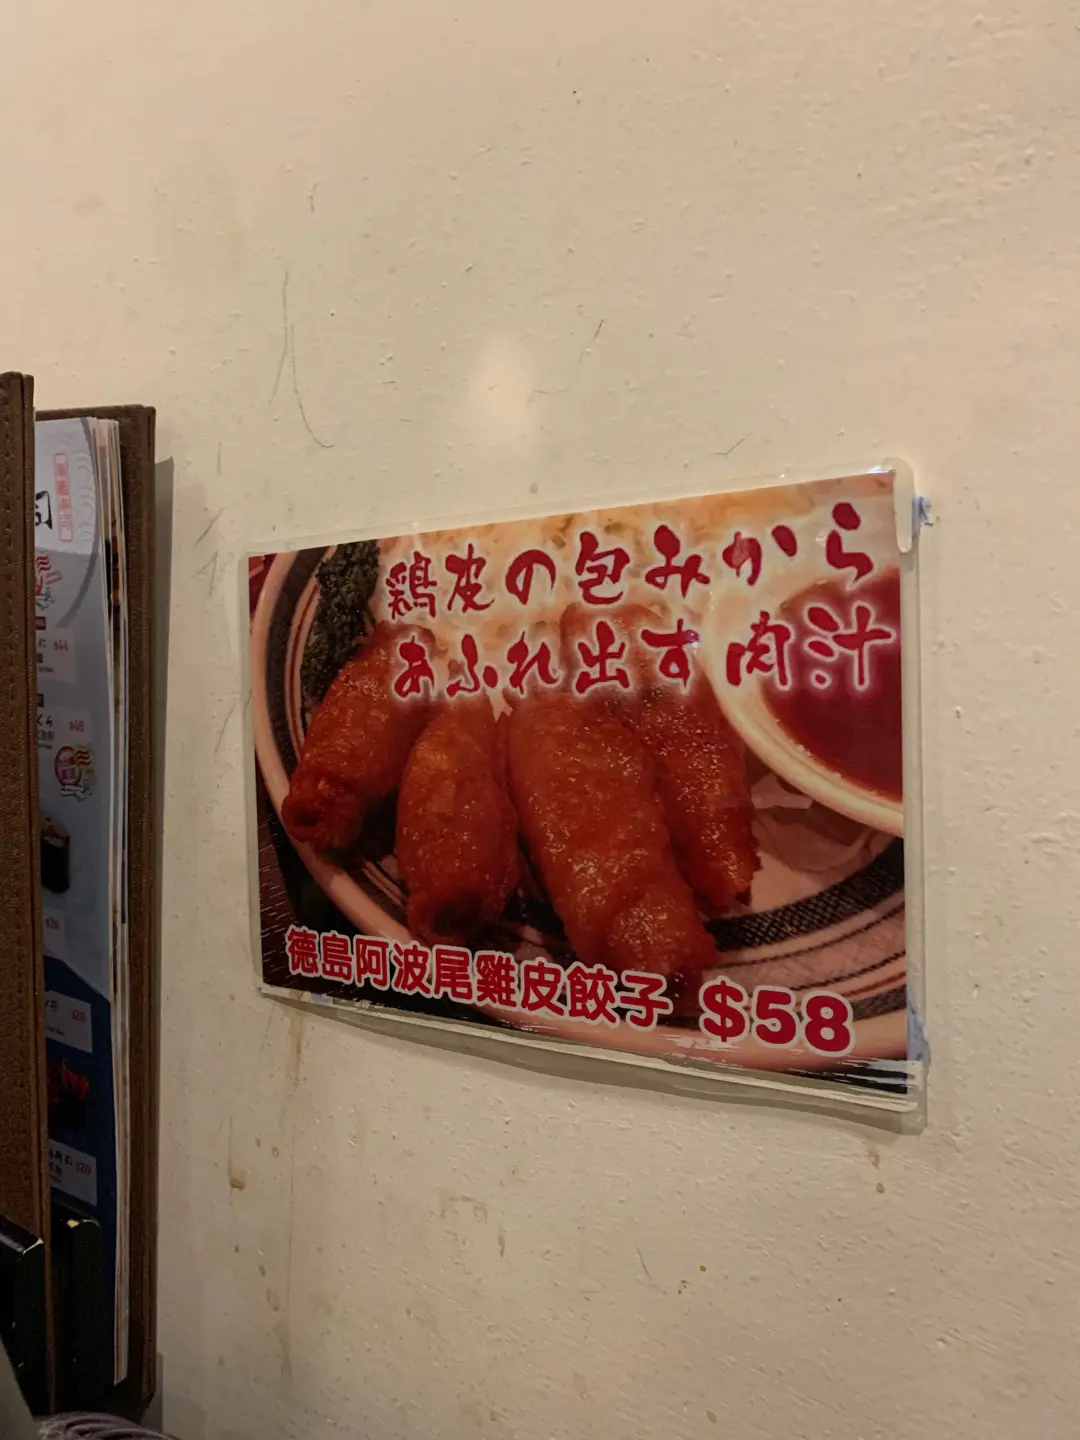 鶏皮の包みから
あふれ出す肉汁
德島阿波尾雞皮餃子 $58